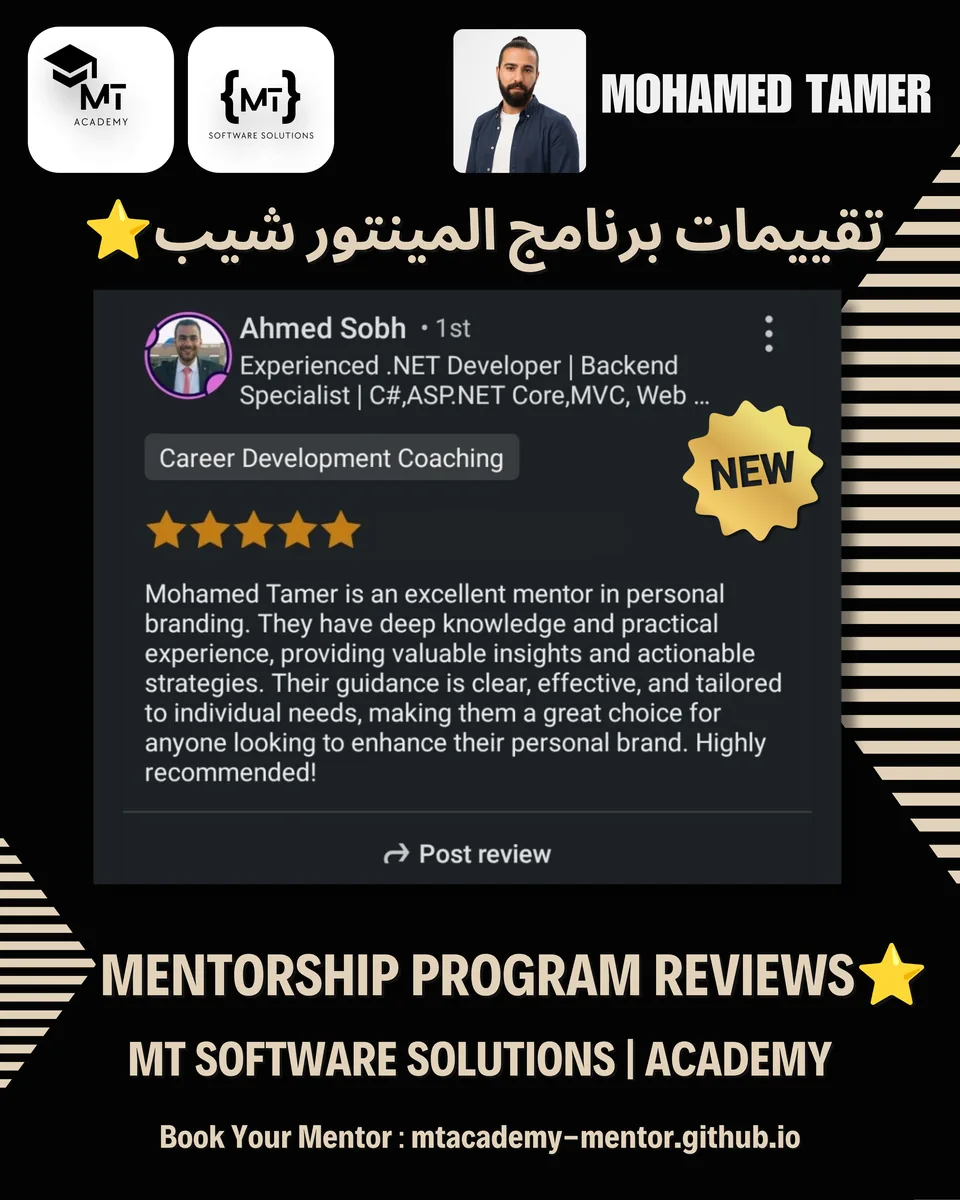 MT
ACADEMY
{MT}
SOFTWARE SOLUTIONS
MOHAMED TAMER
تقييمات برنامج المينتور شيب⭐
Ahmed Sobh • 1st
Experienced .NET Developer | Backend
Specialist | C#,ASP.NET Core,MVC, Web ...
Career Development Coaching
NEW
Mohamed Tamer is an excellent mentor in personal
branding. They have deep knowledge and practical
experience, providing valuable insights and actionable
strategies. Their guidance is clear, effective, and tailored
to individual needs, making them a great choice for
anyone looking to enhance their personal brand. Highly
recommended!
Post review
MENTORSHIP PROGRAM REVIEWS⭐
MT SOFTWARE SOLUTIONS | ACADEMY
Book Your Mentor : mtacademy-mentor.github.io